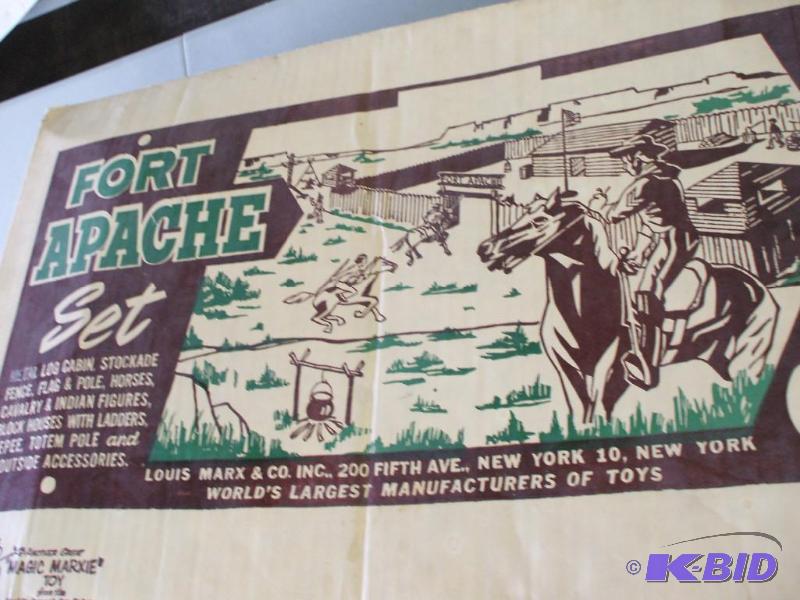 FORT
APACHE
Set
METAL LOG CABIN, STOCKADE
FENCE, FLAG & POLE, HORSES,
CAVALRY & INDIAN FIGURES,
BLOCK HOUSES WITH LADDERS,
TEPEE, TOTEM POLE and
OUTSIDE ACCESSORIES.
FORT APACHE
LOUIS MARX & CO. INC., 200 FIFTH AVE., NEW YORK 10, NEW YORK
WORLD'S LARGEST MANUFACTURERS OF TOYS
"MAGIC MARXIE"
TOY
© K-BID